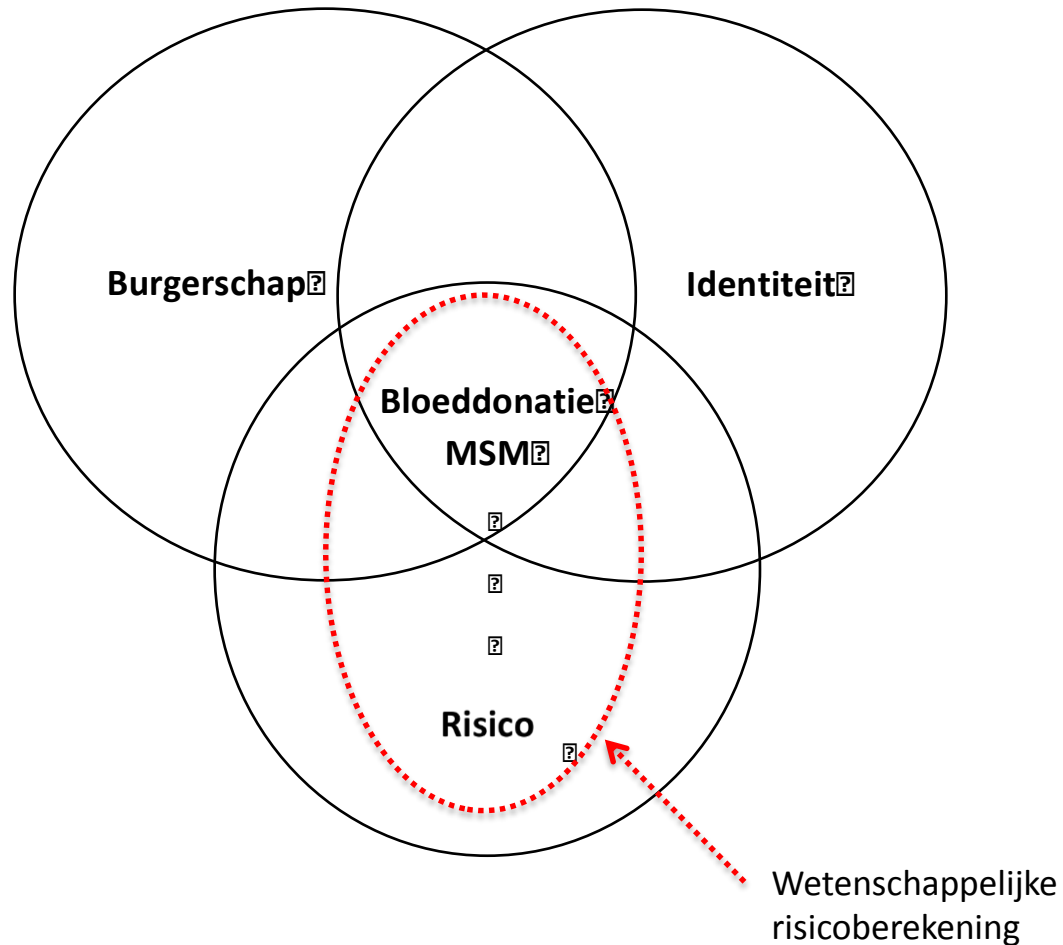 Burgerschap
Identiteit
Bloeddonatie
MSM
Risico
Wetenschappelijke
risicoberekening